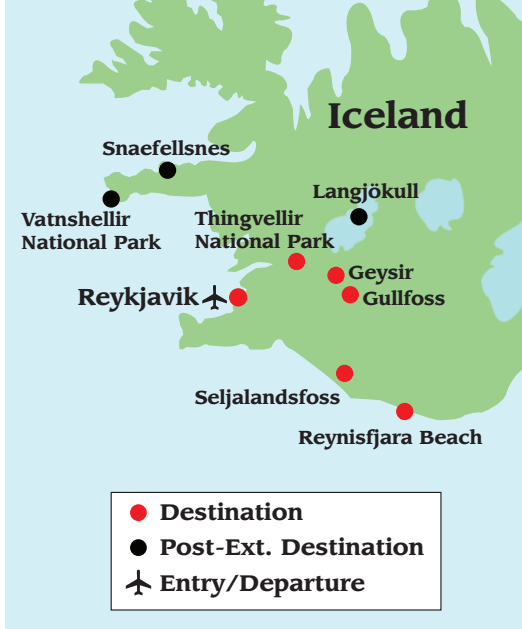 Iceland
Snaefellsnes
Langjökull
Vatnshellir
National Park
Thingvellir
National Park
Geysir
Reykjavik
Gullfoss
Seljalandsfoss
Reynisfjara Beach
Destination
Post-Ext. Destination
Entry/Departure